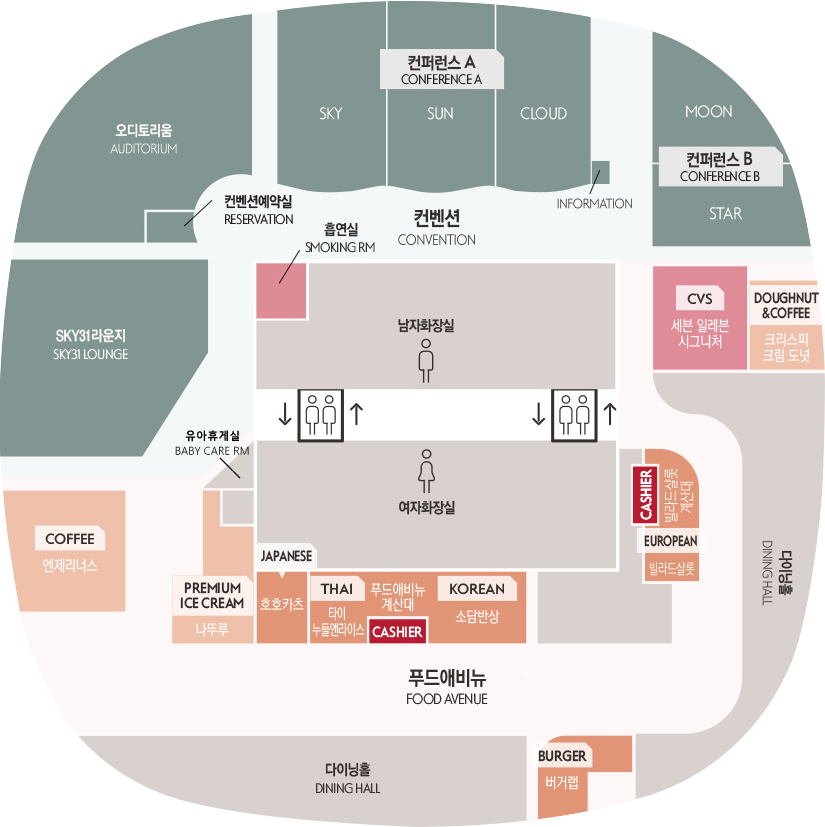 컨퍼런스 A
CONFERENCE A
SKY
SUN
CLOUD
MOON
컨퍼런스 B
CONFERENCE B
STAR
오디토리움
AUDITORIUM
컨벤션예약실
RESERVATION
INFORMATION
컨벤션
CONVENTION
흡연실
SMOKING RM
CVS
세븐 일레븐
시그니처
DOUGHNUT
&COFFEE
크리스피
크림 도넛
SKY31라운지
SKY31 LOUNGE
남자화장실
유아휴게실
BABY CARE RM
여자화장실
CASHIER
빌라드샬롯
계산대
EUROPEAN
빌라드샬롯
다이닝홀
DINING HALL
COFFEE
엔제리너스
JAPANESE
호호카츠
PREMIUM
ICE CREAM
나뚜루
THAI
타이
누들앤라이스
푸드애비뉴
계산대
CASHIER
KOREAN
소담반상
푸드애비뉴
FOOD AVENUE
BURGER
버거랩
다이닝홀
DINING HALL